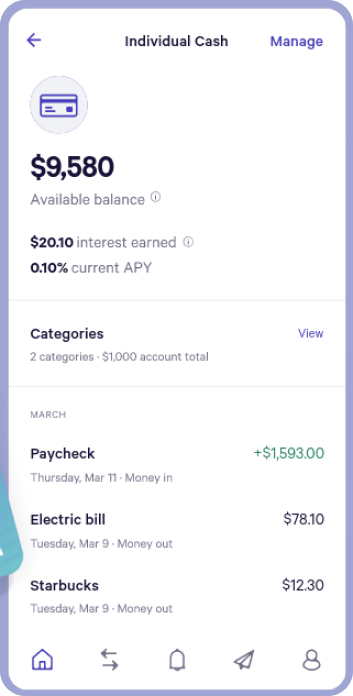 Individual Cash Manage
$9,580
Available balance
$20.10 interest earned
0.10% current APY
Categories View
2 categories · $1,000 account total
MARCH
Paycheck +$1,593.00
Thursday, Mar 11 · Money in
Electric bill $78.10
Tuesday, Mar 9 · Money out
Starbucks $12.30
Tuesday, Mar 9 · Money out